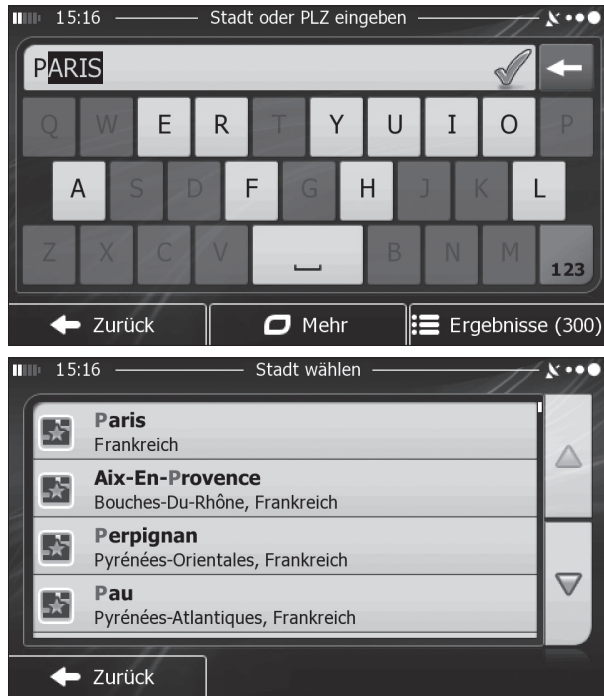 15:16 Stadt oder PLZ eingeben
PARIS
Q W E R T Y U I O P
A S D F G H J K L
Z X C V B N M 123
Zurück Mehr Ergebnisse (300)
15:16 Stadt wählen
Paris
Frankreich
Aix-En-Provence
Bouches-Du-Rhône, Frankreich
Perpignan
Pyrénées-Orientales, Frankreich
Pau
Pyrénées-Atlantiques, Frankreich
Zurück